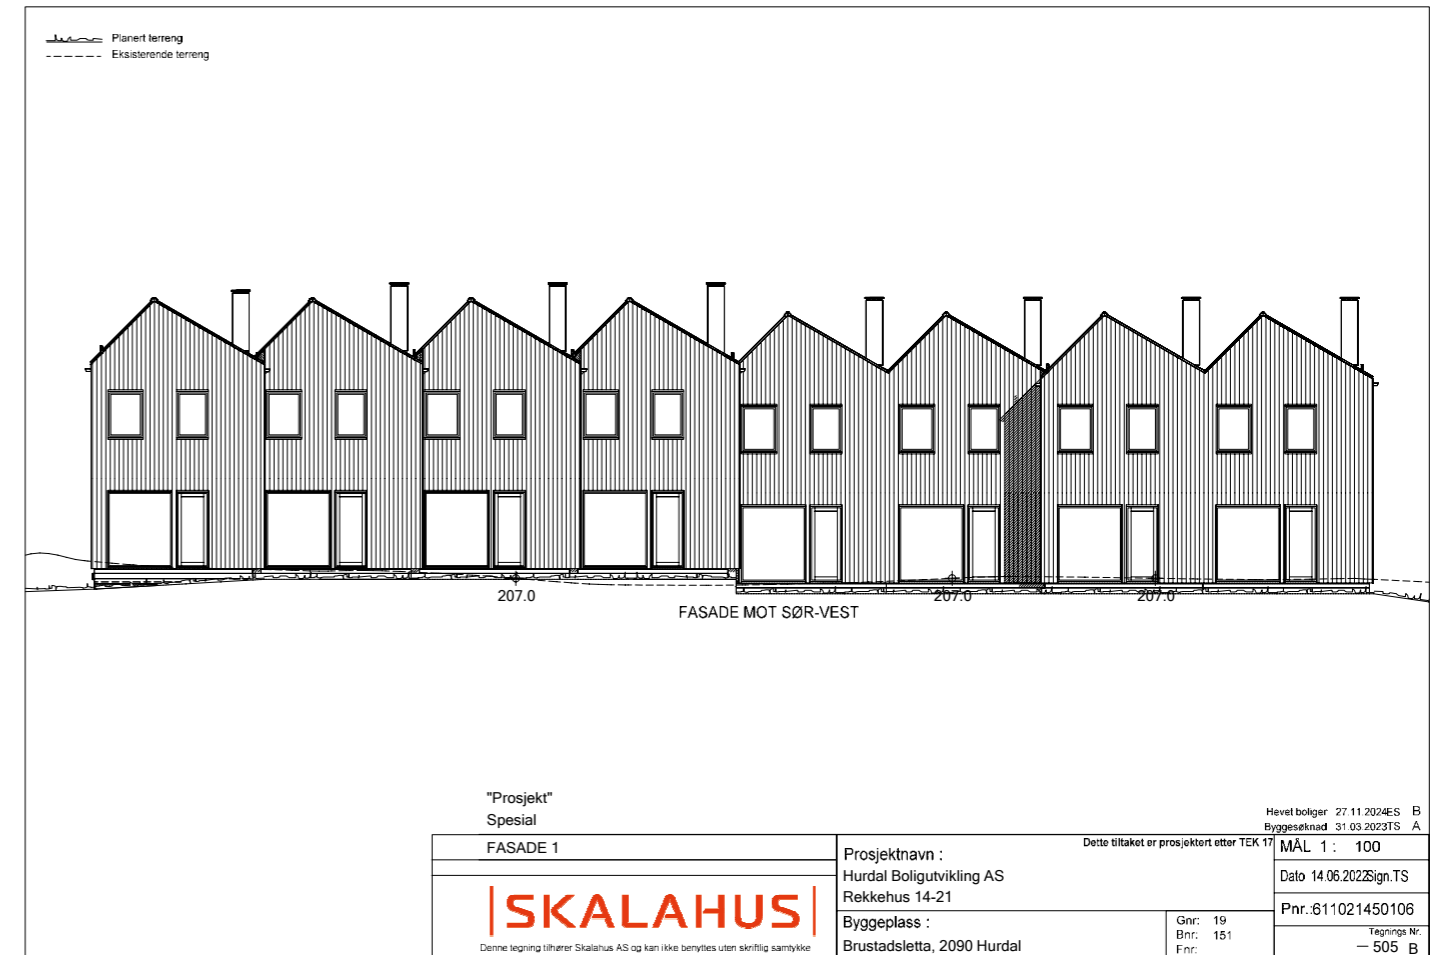 Planert terreng
Eksisterende terreng
207.0
207.0
207.0
FASADE MOT SØR-VEST
"Prosjekt"
Spesial
Hevet boliger 27.11.2024ES B
Byggesøknad 31.03.2023TS A
FASADE 1
Dette tiltaket er prosjektert etter TEK 17
MÅL 1 : 100
Prosjektnavn :
Hurdal Boligutvikling AS
Rekkehus 14-21
Dato 14.06.2022Sign.TS
Pnr.:611021450106
SKALAHUS
Denne tegning tilhører Skalahus AS og kan ikke benyttes uten skriftlig samtykke
Byggeplass :
Brustadsletta, 2090 Hurdal
Gnr: 19
Bnr: 151
Fnr:
Tegnings Nr.
— 505 B